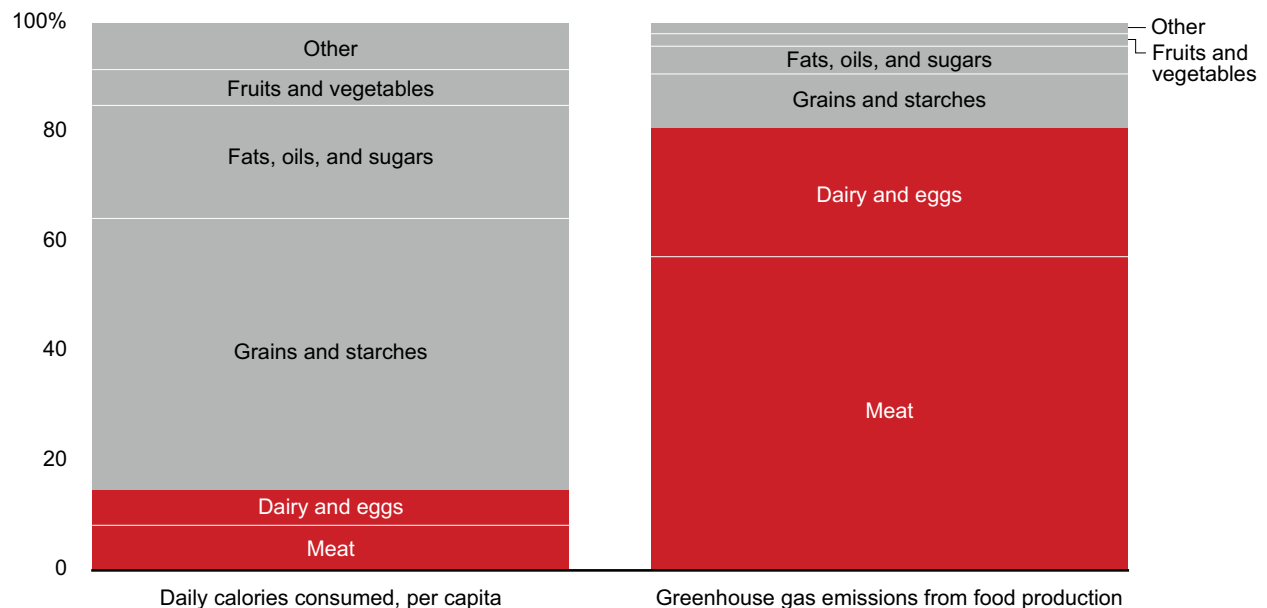 100%
80
60
40
20
0
Other
Fruits and vegetables
Fats, oils, and sugars
Grains and starches
Dairy and eggs
Meat
Daily calories consumed, per capita
Other
Fruits and
vegetables
Fats, oils, and sugars
Grains and starches
Dairy and eggs
Meat
Greenhouse gas emissions from food production